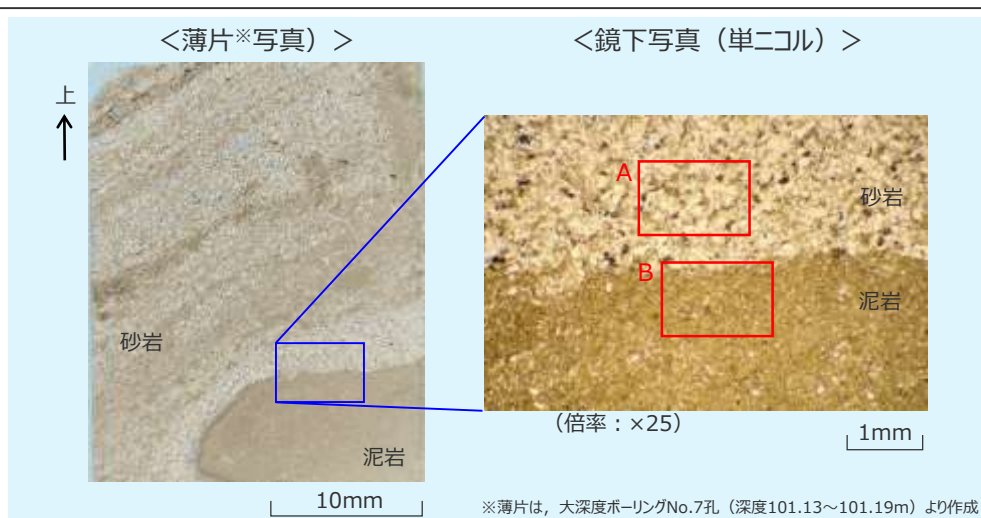 ＜薄片※写真）＞
＜鏡下写真（単ニコル）＞
上
A
砂岩
B
泥岩
砂岩
泥岩
（倍率：×25）
1mm
10mm
※薄片は，大深度ボーリングNo.7孔（深度101.13～101.19m）より作成